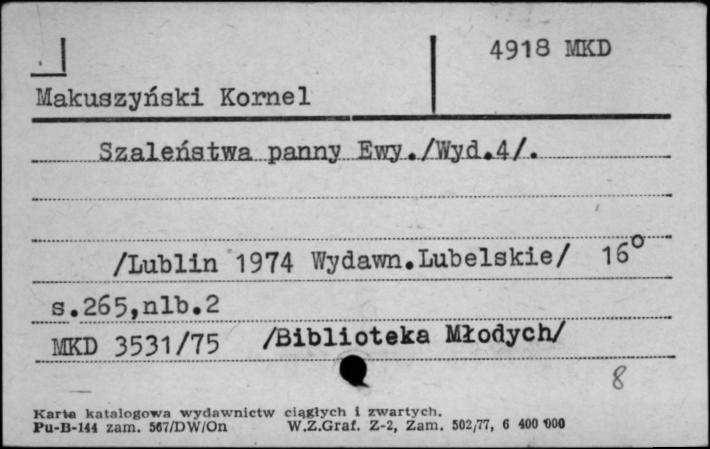 4918 MKD
Makuszyński Kornel
Szaleństwa panny Ewy./Wyd.4/.
/Lublin 1974 Wydawn.Lubelskie/ 16°
s.265,nlb.2
MKD 3531/75 /Biblioteka Młodych/
8
Karta katalogowa wydawnictw ciągłych i zwartych.
Pu-B-144 zam. 567/DW/On W.Z.Graf. Z-2, Zam. 502/77, 6 400 000